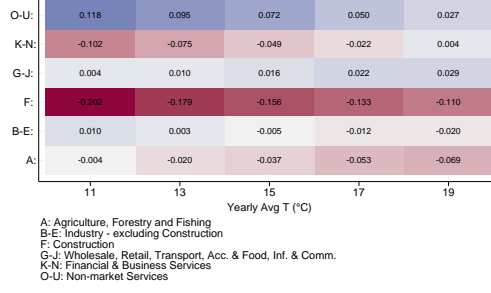 O-U: 0.118 0.095 0.072 0.050 0.027
K-N: -0.102 -0.075 -0.049 -0.022 0.004
G-J: 0.004 0.010 0.016 0.022 0.029
F: -0.202 -0.179 -0.156 -0.133 -0.110
B-E: 0.010 0.003 -0.005 -0.012 -0.020
A: -0.004 -0.020 -0.037 -0.053 -0.069
11 13 15 17 19
Yearly Avg T (°C)
A: Agriculture, Forestry and Fishing
B-E: Industry - excluding Construction
F: Construction
G-J: Wholesale, Retail, Transport, Acc. & Food, Inf. & Comm.
K-N: Financial & Business Services
O-U: Non-market Services